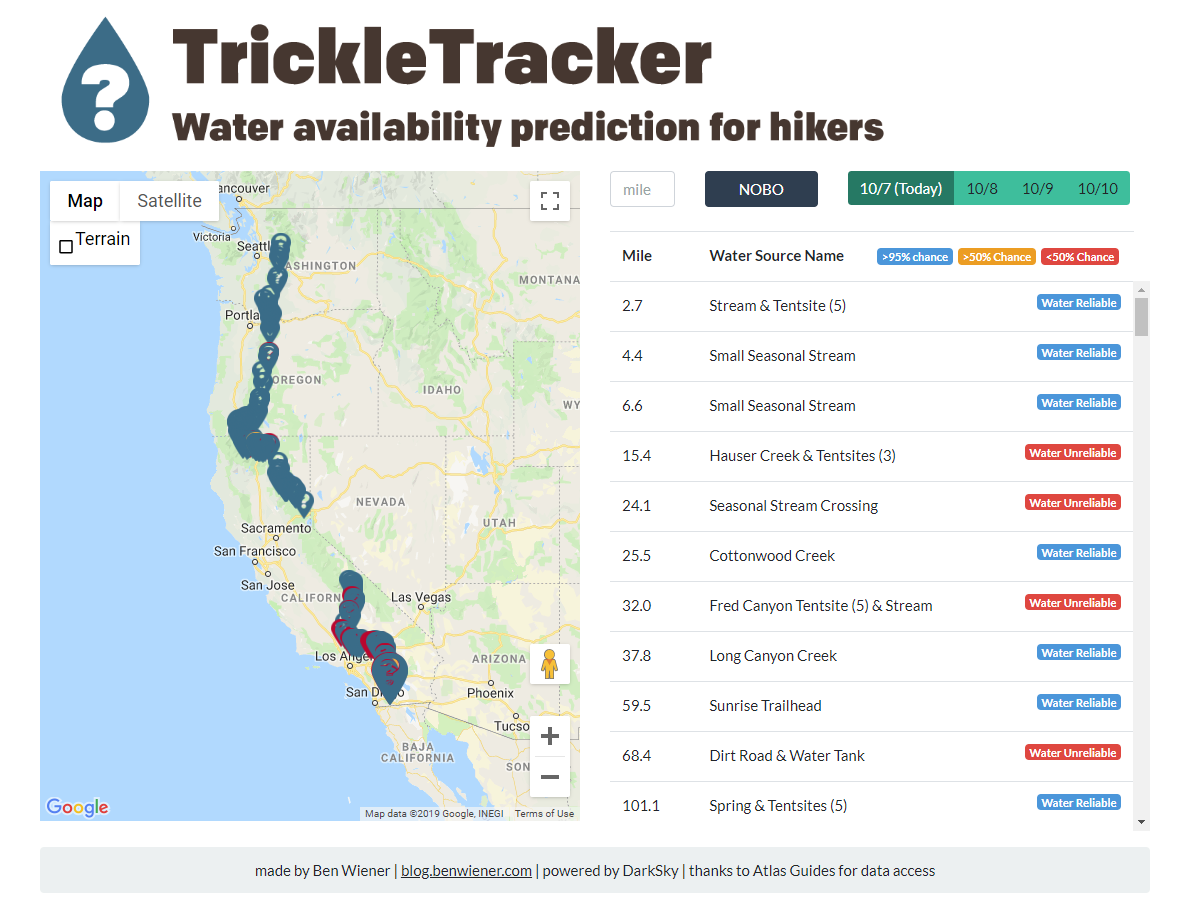 ?
TrickleTracker
Water availability prediction for hikers
Map
Satellite
Terrain
ancouver
Victoria
Seattl
WASHINGTON
MONTANA
Portla
OREGON
IDAHO
WY
NEVADA
UTAH
Sacramento
San Francisco
San Jose
CALIFORN
Las Vegas
Los Angel
ARIZONA
San Di o
Phoenix
Tucso
BAJA
CALIFORNIA
SON
Google
Map data ©2019 Google, INEGI
Terms of Use
mile
NOBO
10/7 (Today) 10/8 10/9 10/10
Mile Water Source Name >95% chance >50% Chance <50% Chance
2.7 Stream & Tentsite (5) Water Reliable
4.4 Small Seasonal Stream Water Reliable
6.6 Small Seasonal Stream Water Reliable
15.4 Hauser Creek & Tentsites (3) Water Unreliable
24.1 Seasonal Stream Crossing Water Unreliable
25.5 Cottonwood Creek Water Reliable
32.0 Fred Canyon Tentsite (5) & Stream Water Unreliable
37.8 Long Canyon Creek Water Reliable
59.5 Sunrise Trailhead Water Reliable
68.4 Dirt Road & Water Tank Water Unreliable
101.1 Spring & Tentsites (5) Water Reliable
made by Ben Wiener | blog.benwiener.com | powered by DarkSky | thanks to Atlas Guides for data access